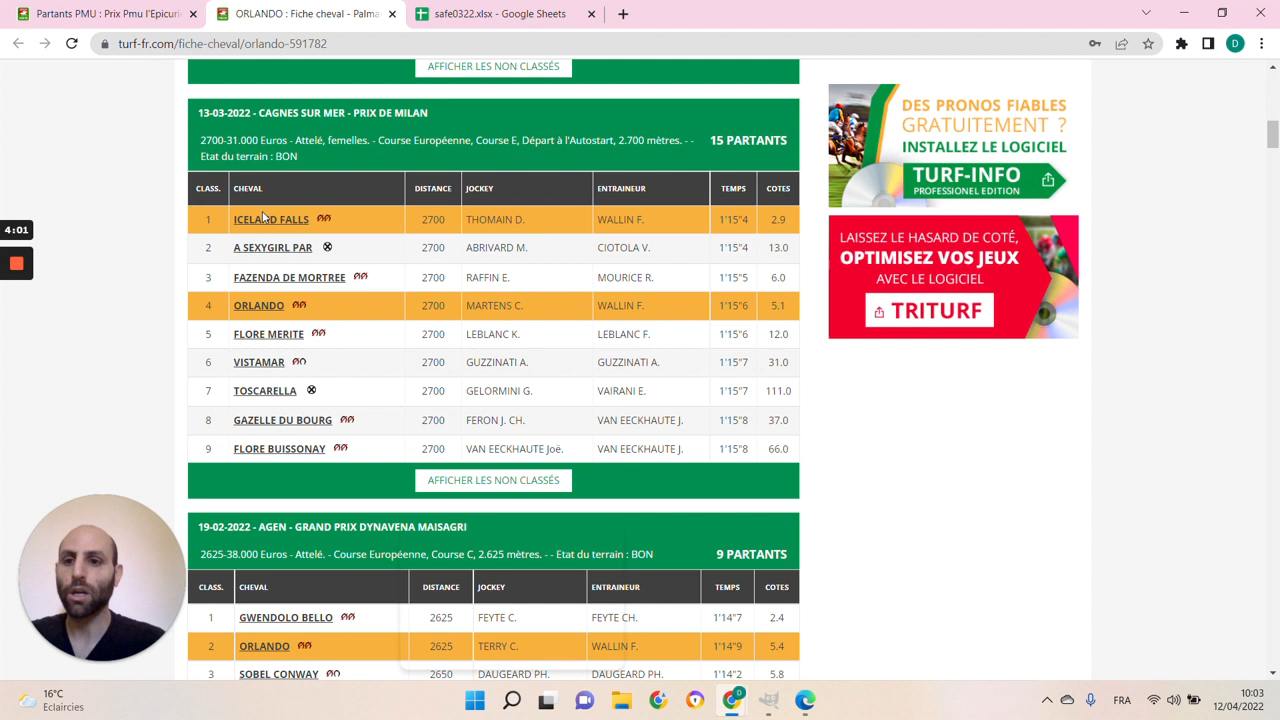 Partants PMU : Prix Pmu l'Epicuri
ORLANDO : Fiche cheval - Palma
safe0322.xlsx - Google Sheets
turf-fr.com/fiche-cheval/orlando-591782
D
AFFICHER LES NON CLASSÉS
13-03-2022 - CAGNES SUR MER - PRIX DE MILAN
2700-31.000 Euros - Attelé, femelles. - Course Européenne, Course E, Départ à l'Autostart, 2.700 mètres. - -
Etat du terrain : BON
15 PARTANTS
CLASS. CHEVAL DISTANCE JOCKEY ENTRAINEUR TEMPS COTES
1 ICELAND FALLS 2700 THOMAIN D. WALLIN F. 1'15"4 2.9
2 A SEXYGIRL PAR 2700 ABRIVARD M. CIOTOLA V. 1'15"4 13.0
3 FAZENDA DE MORTREE 2700 RAFFIN E. MOURICE R. 1'15"5 6.0
4 ORLANDO 2700 MARTENS C. WALLIN F. 1'15"6 5.1
5 FLORE MERITE 2700 LEBLANC K. LEBLANC F. 1'15"6 12.0
6 VISTAMAR 2700 GUZZINATI A. GUZZINATI A. 1'15"7 31.0
7 TOSCARELLA 2700 GELORMINI G. VAIRANI E. 1'15"7 111.0
8 GAZELLE DU BOURG 2700 FERON J. CH. VAN EECKHAUTE J. 1'15"8 37.0
9 FLORE BUISSONAY 2700 VAN EECKHAUTE Joë. VAN EECKHAUTE J. 1'15"8 66.0
AFFICHER LES NON CLASSÉS
19-02-2022 - AGEN - GRAND PRIX DYNAVENA MAISAGRI
2625-38.000 Euros - Attelé. - Course Européenne, Course C, 2.625 mètres. - - Etat du terrain : BON
9 PARTANTS
CLASS. CHEVAL DISTANCE JOCKEY ENTRAINEUR TEMPS COTES
1 GWENDOLO BELLO 2625 FEYTE C. FEYTE CH. 1'14"7 2.4
2 ORLANDO 2625 TERRY C. WALLIN F. 1'14"9 5.4
3 SOBEL CONWAY 2650 DAUGEARD PH. DAUGEARD PH. 1'14"2 5.8
DES PRONOS FIABLES
GRATUITEMENT ?
INSTALLEZ LE LOGICIEL
TURF-INFO
PROFESSIONEL EDITION
LAISSEZ LE HASARD DE COTÉ,
OPTIMISEZ VOS JEUX
AVEC LE LOGICIEL
TRITURF
4:01
16°C
Eclaircies
D
FRA
10:03
12/04/2022